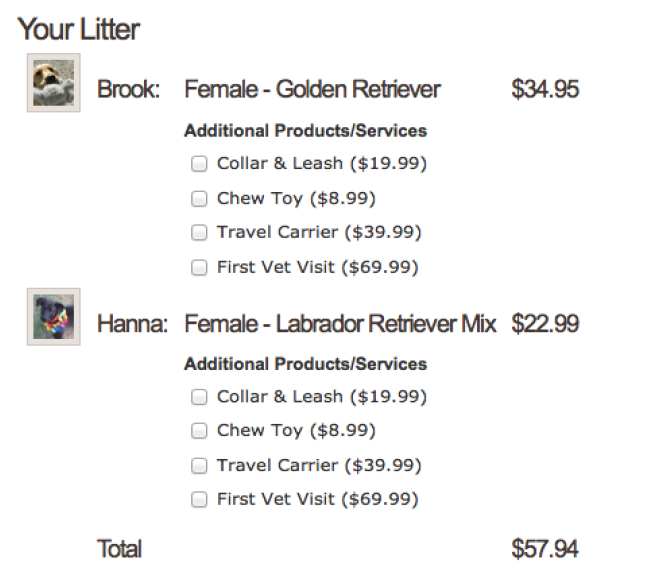 Your Litter
Brook: Female - Golden Retriever $34.95
Additional Products/Services
Collar & Leash ($19.99)
Chew Toy ($8.99)
Travel Carrier ($39.99)
First Vet Visit ($69.99)
Hanna: Female - Labrador Retriever Mix $22.99
Additional Products/Services
Collar & Leash ($19.99)
Chew Toy ($8.99)
Travel Carrier ($39.99)
First Vet Visit ($69.99)
Total $57.94